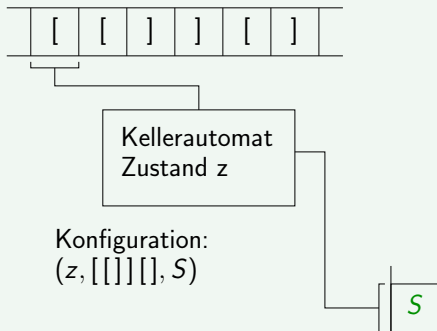 [ [ ] ] [ ]
Kellerautomat
Zustand z
Konfiguration:
(z, [[]][], S)
S